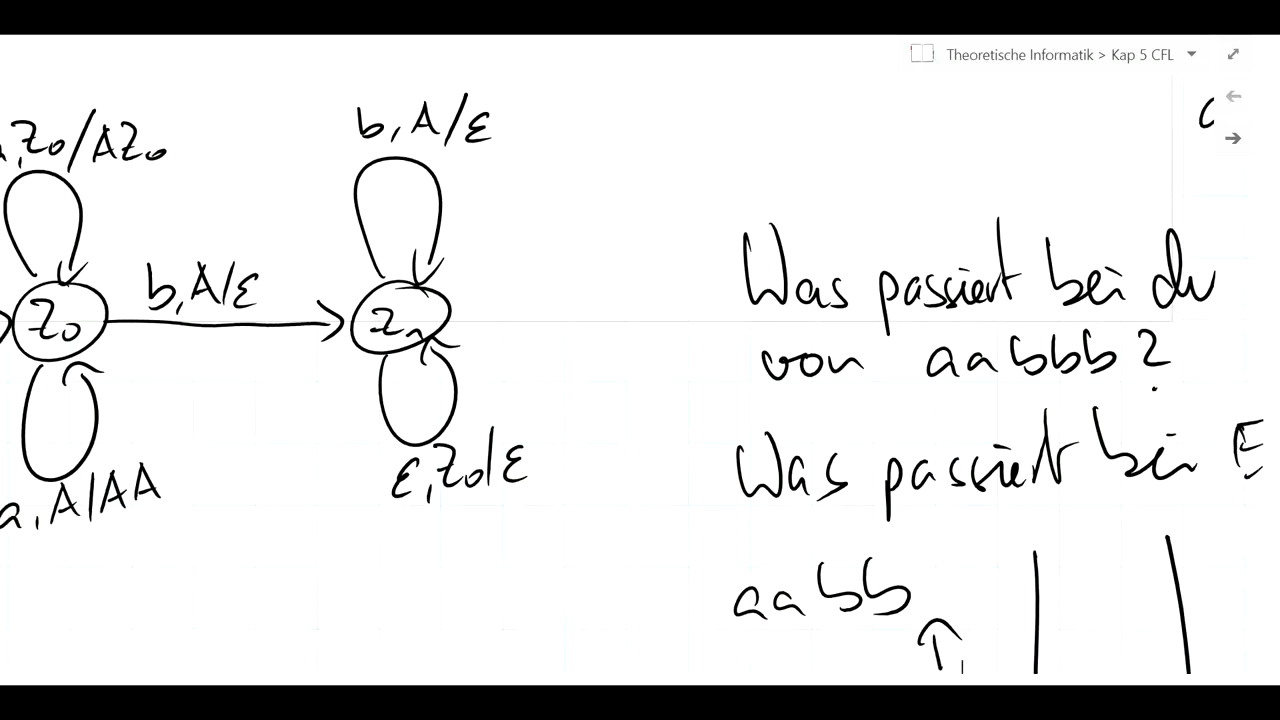 Theoretische Informatik > Kap 5 CFL
,Z₀/AZ₀
b,A/ε
b,A/ε
Z₀
Z₁
a,A/AA
ε,Z₀/ε
Was passiert bei
von aabbb?
Was passiert bei E
aabb